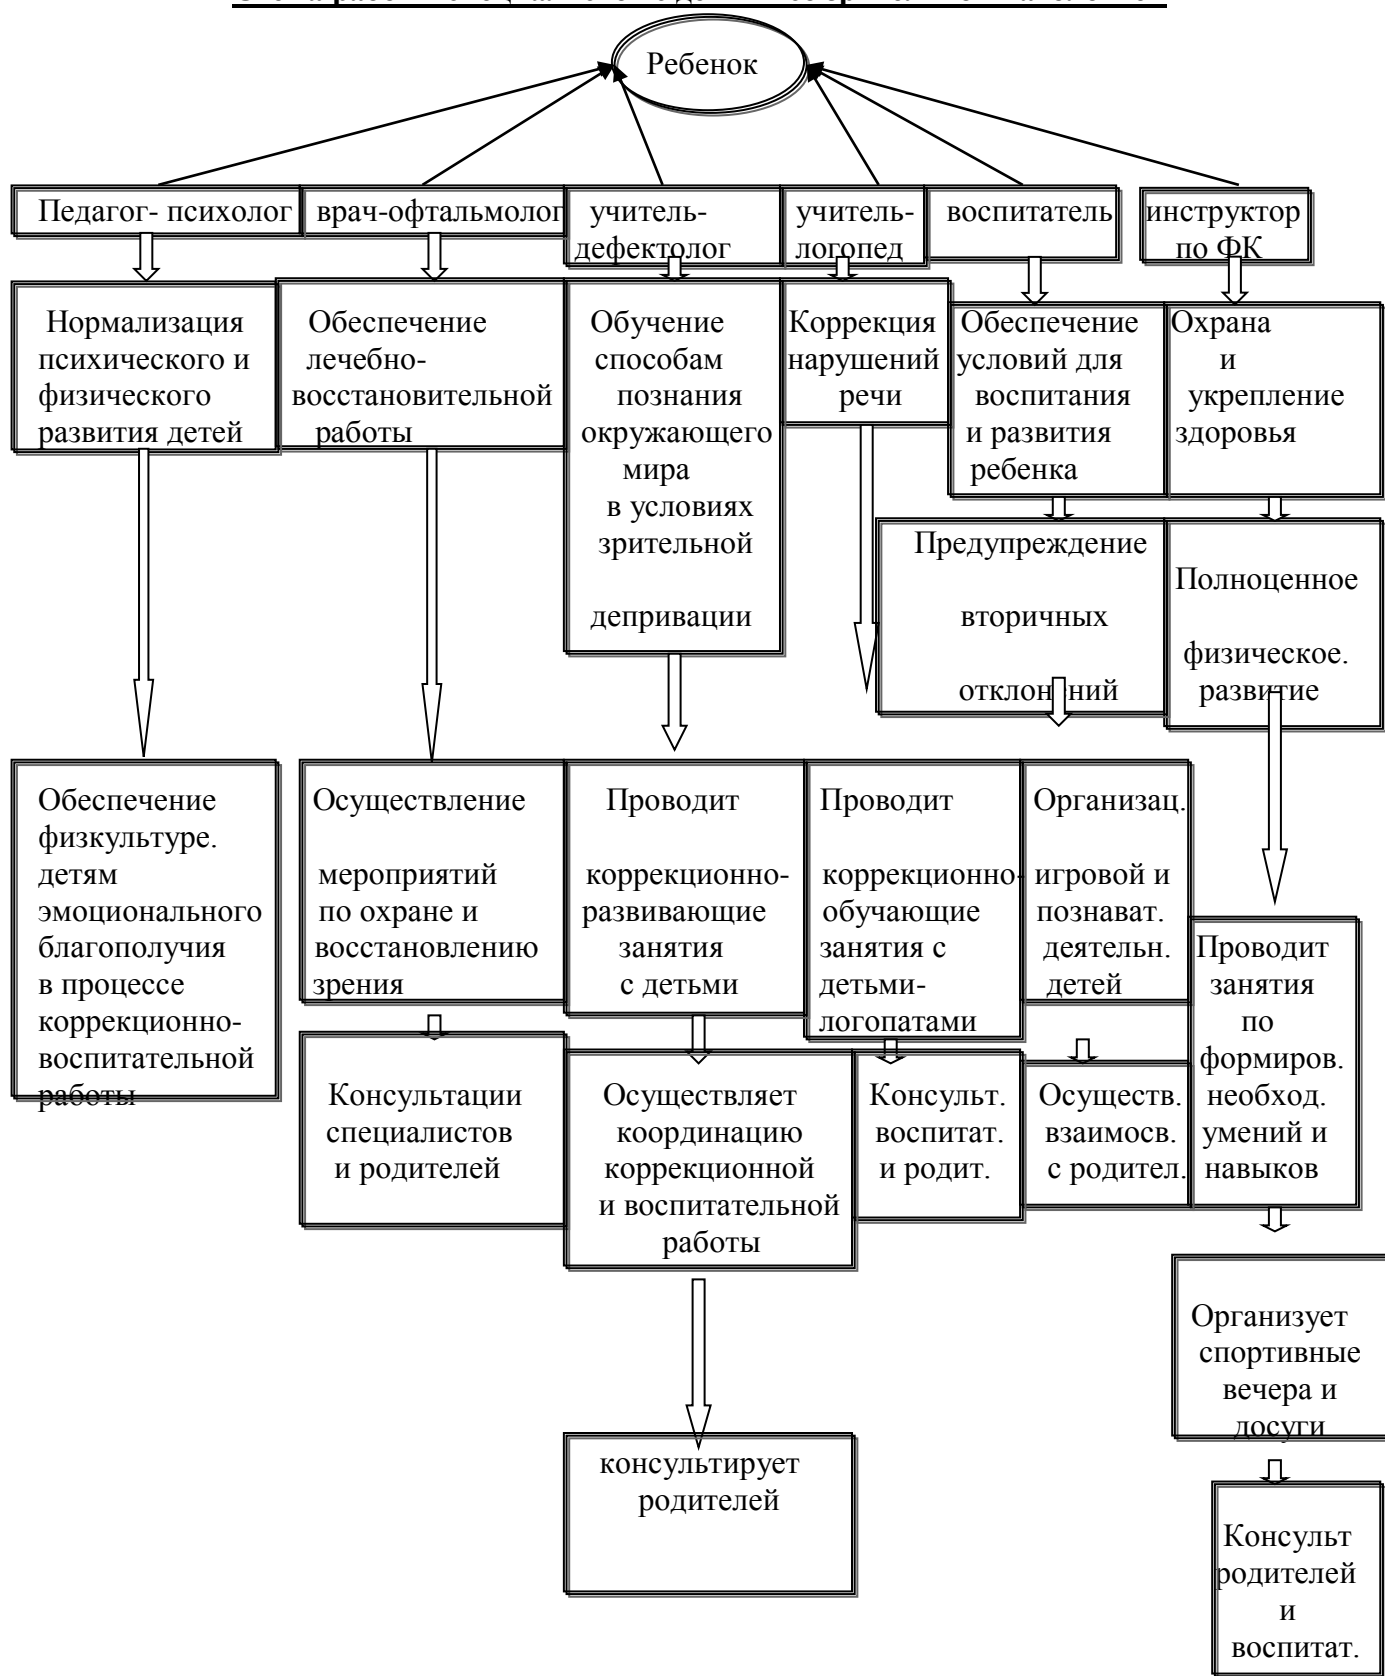 Ребенок
Педагог- психолог
врач-офтальмолог
учитель-
дефектолог
учитель-
логопед
воспитатель
инструктор
по ФК
Нормализация
психического и
физического
развития детей
Обеспечение
лечебно-
восстановительной
работы
Обучение
способам
познания
окружающего
мира
в условиях
зрительной
депривации
Коррекция
нарушений
речи
Обеспечение
условий для
воспитания
и развития
ребенка
Охрана
и
укрепление
здоровья
Предупреждение
вторичных
отклонений
Полноценное
физическое.
развитие
Обеспечение
физкультуре.
детям
эмоционального
благополучия
в процессе
коррекционно-
воспитательной
работы
Осуществление
мероприятий
по охране и
восстановлению
зрения
Проводит
коррекционно-
развивающие
занятия
с детьми
Проводит
коррекционно-
обучающие
занятия с
детьми-
логопатами
Организац.
игровой и
познават.
деятельн.
детей
Проводит
занятия
по
формиров.
необход.
умений и
навыков
Консультации
специалистов
и родителей
Осуществляет
координацию
коррекционной
и воспитательной
работы
Консульт.
воспитат.
и родит.
Осуществ.
взаимосв.
с родител.
Организует
спортивные
вечера и
досуги
консультирует
родителей
Консульт
родителей
и
воспитат.